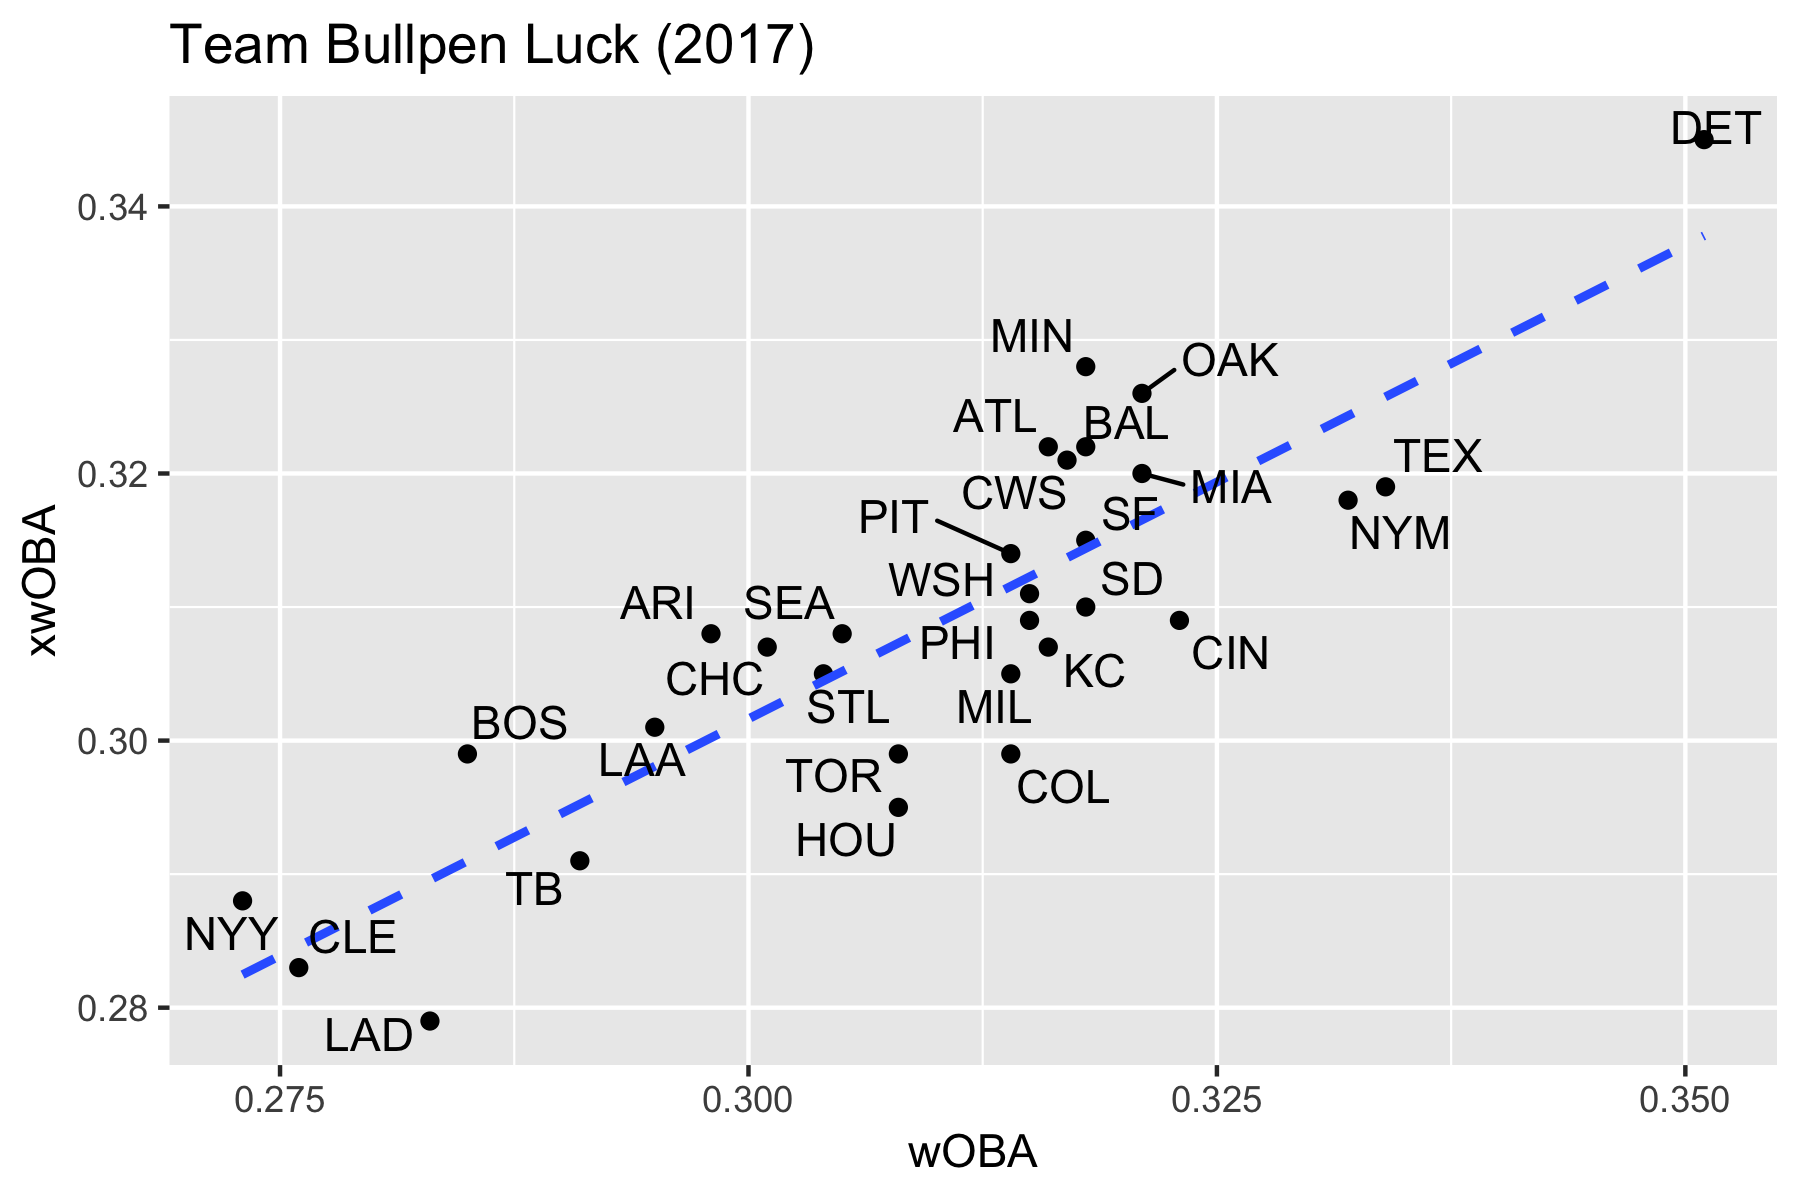 Team Bullpen Luck (2017)
DET
0.34
MIN
OAK
ATL
BAL
TEX
0.32
MIA
CWS
SF
PIT
NYM
WSH
SD
ARI
SEA
PHI
CIN
xwOBA
CHC
KC
STL
MIL
BOS
0.30
LAA
TOR
COL
HOU
TB
NYY
CLE
0.28
LAD
0.275
0.300
0.325
0.350
wOBA